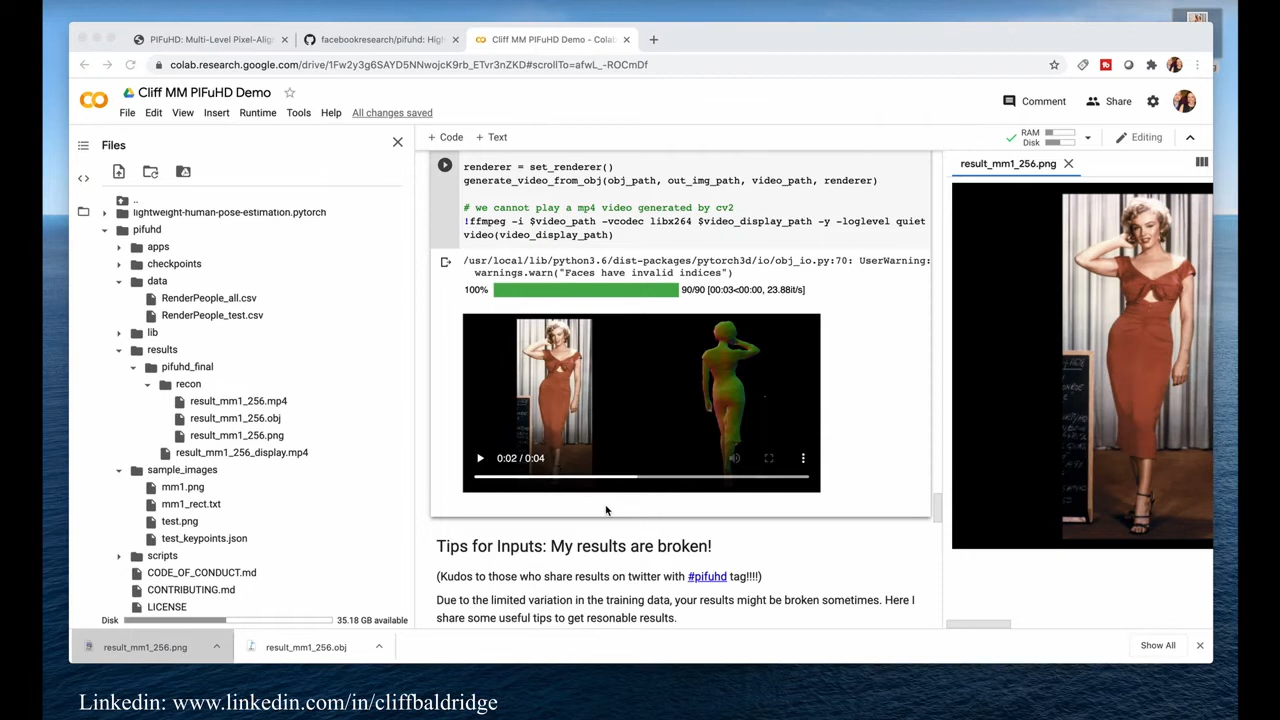 PIFuHD: Multi-Level Pixel-Alig
facebookresearch/pifuhd: Hig
Cliff MM PIFuHD Demo - Colab
colab.research.google.com/drive/1Fw2y3g6SAYD5NNwojcK9rb_ETvr3nZKD#scrollTo=afwL_-ROCmDf
Cliff MM PIFuHD Demo
Comment
Share
File Edit View Insert Runtime Tools Help All changes saved
Files
+ Code + Text
RAM
Disk
Editing
result_mm1_256.png
..
lightweight-human-pose-estimation.pytorch
pifuhd
apps
checkpoints
data
RenderPeople_all.csv
RenderPeople_test.csv
lib
results
pifuhd_final
recon
result_mm1_256.mp4
result_mm1_256.obj
result_mm1_256.png
result_mm1_256_display.mp4
sample_images
mm1.png
mm1_rect.txt
test.png
test_keypoints.json
scripts
CODE_OF_CONDUCT.md
CONTRIBUTING.md
LICENSE
Disk
35.18 GB available
renderer = set_renderer()
generate_video_from_obj(obj_path, out_img_path, video_path, renderer)
# we cannot play a mp4 video generated by cv2
!ffmpeg -i $video_path -vcodec libx264 $video_display_path -y -loglevel quiet
video(video_display_path)
/usr/local/lib/python3.6/dist-packages/pytorch3d/io/obj_io.py:70: UserWarning:
warnings.warn("Faces have invalid indices")
100%
90/90 [00:03<00:00, 23.88it/s]
0:02 / 0:04
Tips for Inputs: My results are broken!
(Kudos to those who share results on twitter with #pifuhd tag!!!!)
Due to the limited variation in the training data, your results might be broken sometimes. Here I
share some useful tips to get resonable results.
result_mm1_256.png
result_mm1_256.obj
Show All
Linkedin: www.linkedin.com/in/cliffbaldridge